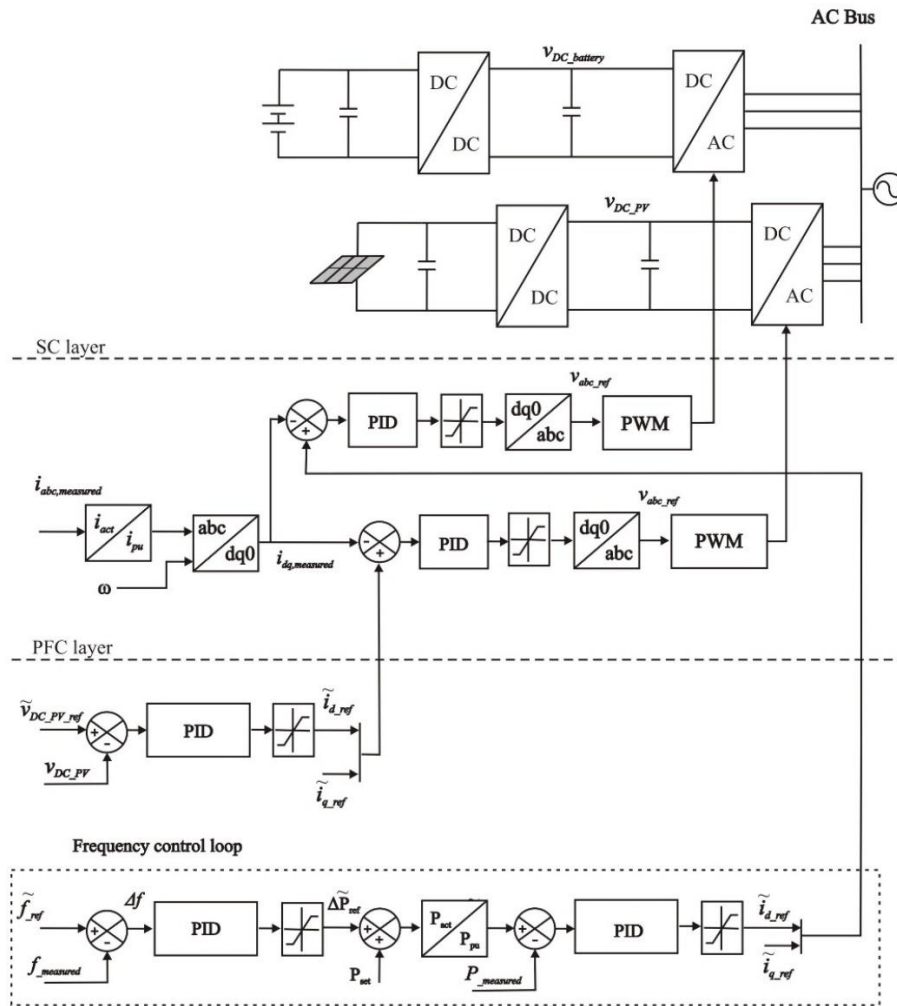 AC Bus
v_DC_battery
DC
DC
DC
AC
v_DC_PV
DC
DC
DC
AC
SC layer
v_abc_ref
PID
dq0
abc
PWM
i_abc,measured
i_act
i_pu
abc
dq0
ω
i_dq,measured
v_abc_ref
PID
dq0
abc
PWM
PFC layer
ṽ_DC_PV_ref
v_DC_PV
PID
ĩ_d_ref
ĩ_q_ref
Frequency control loop
f̃_ref
Δf
f_measured
PID
ΔP̃_ref
P_set
P_act
P_pu
P_measured
PID
ĩ_d_ref
ĩ_q_ref